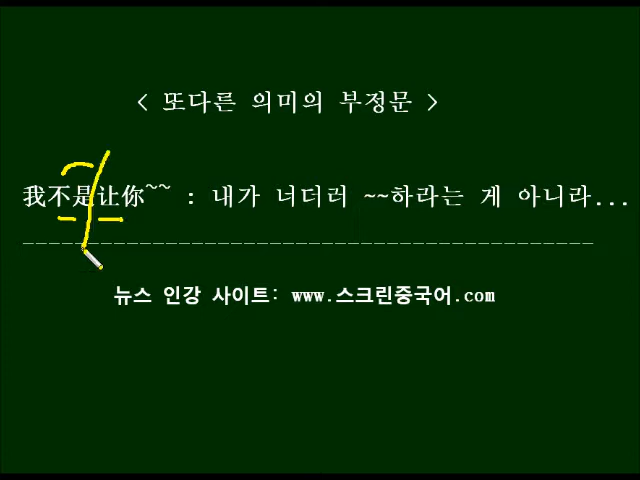 < 또다른 의미의 부정문 >
我不是让你~~ : 내가 너더러 ~~하라는 게 아니라...
뉴스 인강 사이트: www.스크린중국어.com